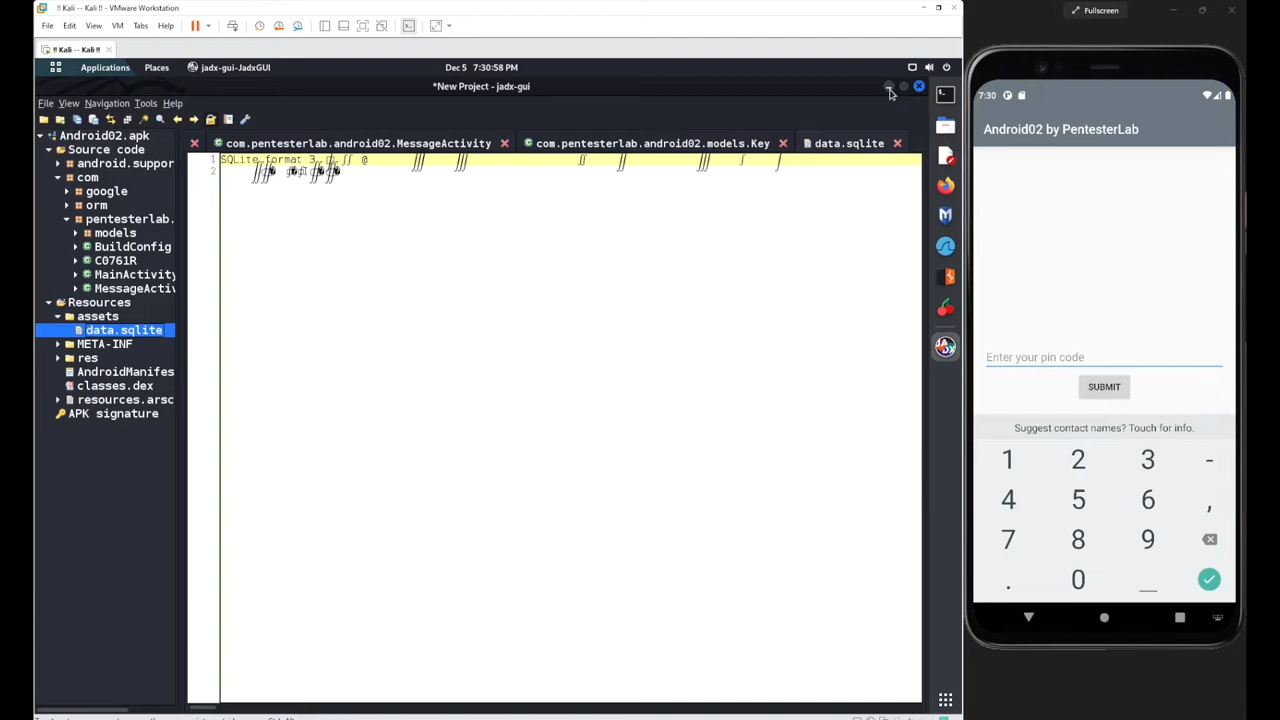 !! Kali -- Kali !! - VMware Workstation
File Edit View VM Tabs Help
!! Kali -- Kali !!
Applications Places jadx-gui-JadxGUI Dec 5 7:30:58 PM
*New Project - jadx-gui
File View Navigation Tools Help
Android02.apk
Source code
android.suppor
com
google
orm
pentesterlab.
models
BuildConfig
C0761R
MainActivity
MessageActiv
Resources
assets
data.sqlite
META-INF
res
AndroidManifes
classes.dex
resources.arsc
APK signature
com.pentesterlab.android02.MessageActivity com.pentesterlab.android02.models.Key data.sqlite
1 SQLite format 3 @
2
Fullscreen
7:30
Android02 by PentesterLab
Enter your pin code
SUBMIT
Suggest contact names? Touch for info.
1 2 3 -
4 5 6 ,
7 8 9
. 0 _